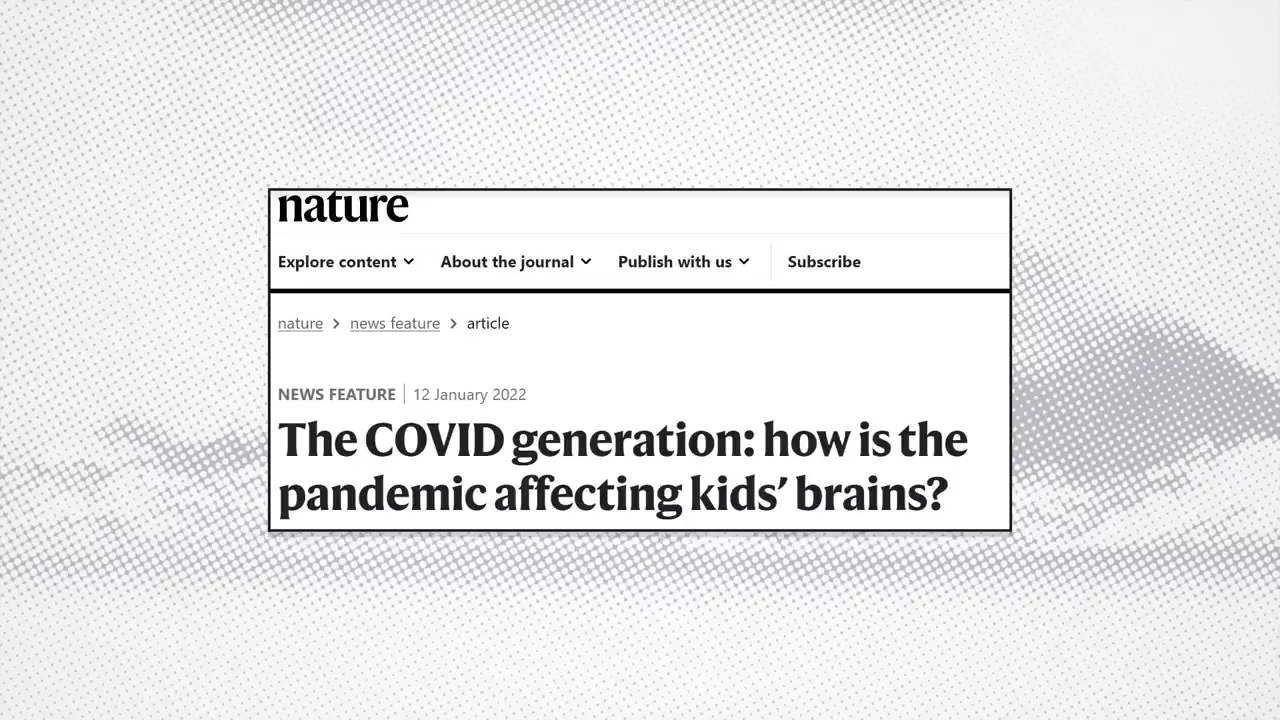 nature
Explore content About the journal Publish with us Subscribe
nature > news feature > article
NEWS FEATURE | 12 January 2022
The COVID generation: how is the
pandemic affecting kids’ brains?